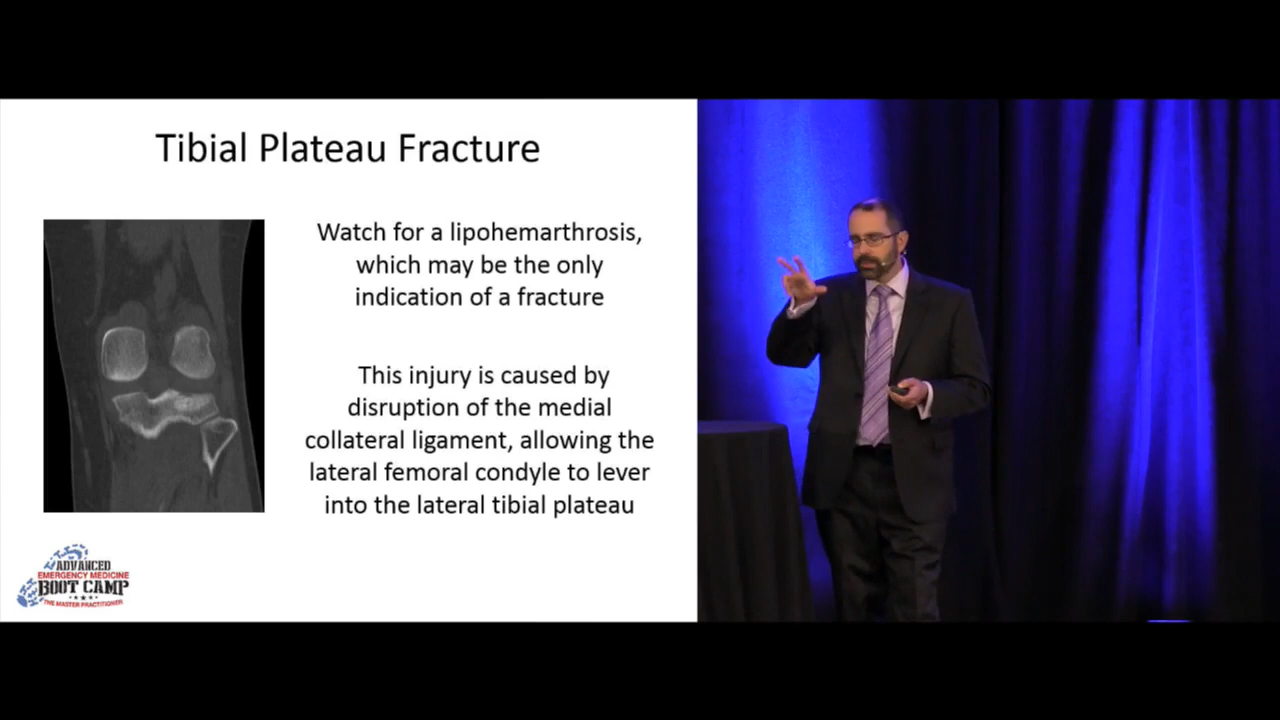 Tibial Plateau Fracture
Watch for a lipohemarthrosis,
which may be the only
indication of a fracture
This injury is caused by
disruption of the medial
collateral ligament, allowing the
lateral femoral condyle to lever
into the lateral tibial plateau
ADVANCED
EMERGENCY MEDICINE
BOOT CAMP
THE MASTER PRACTITIONER